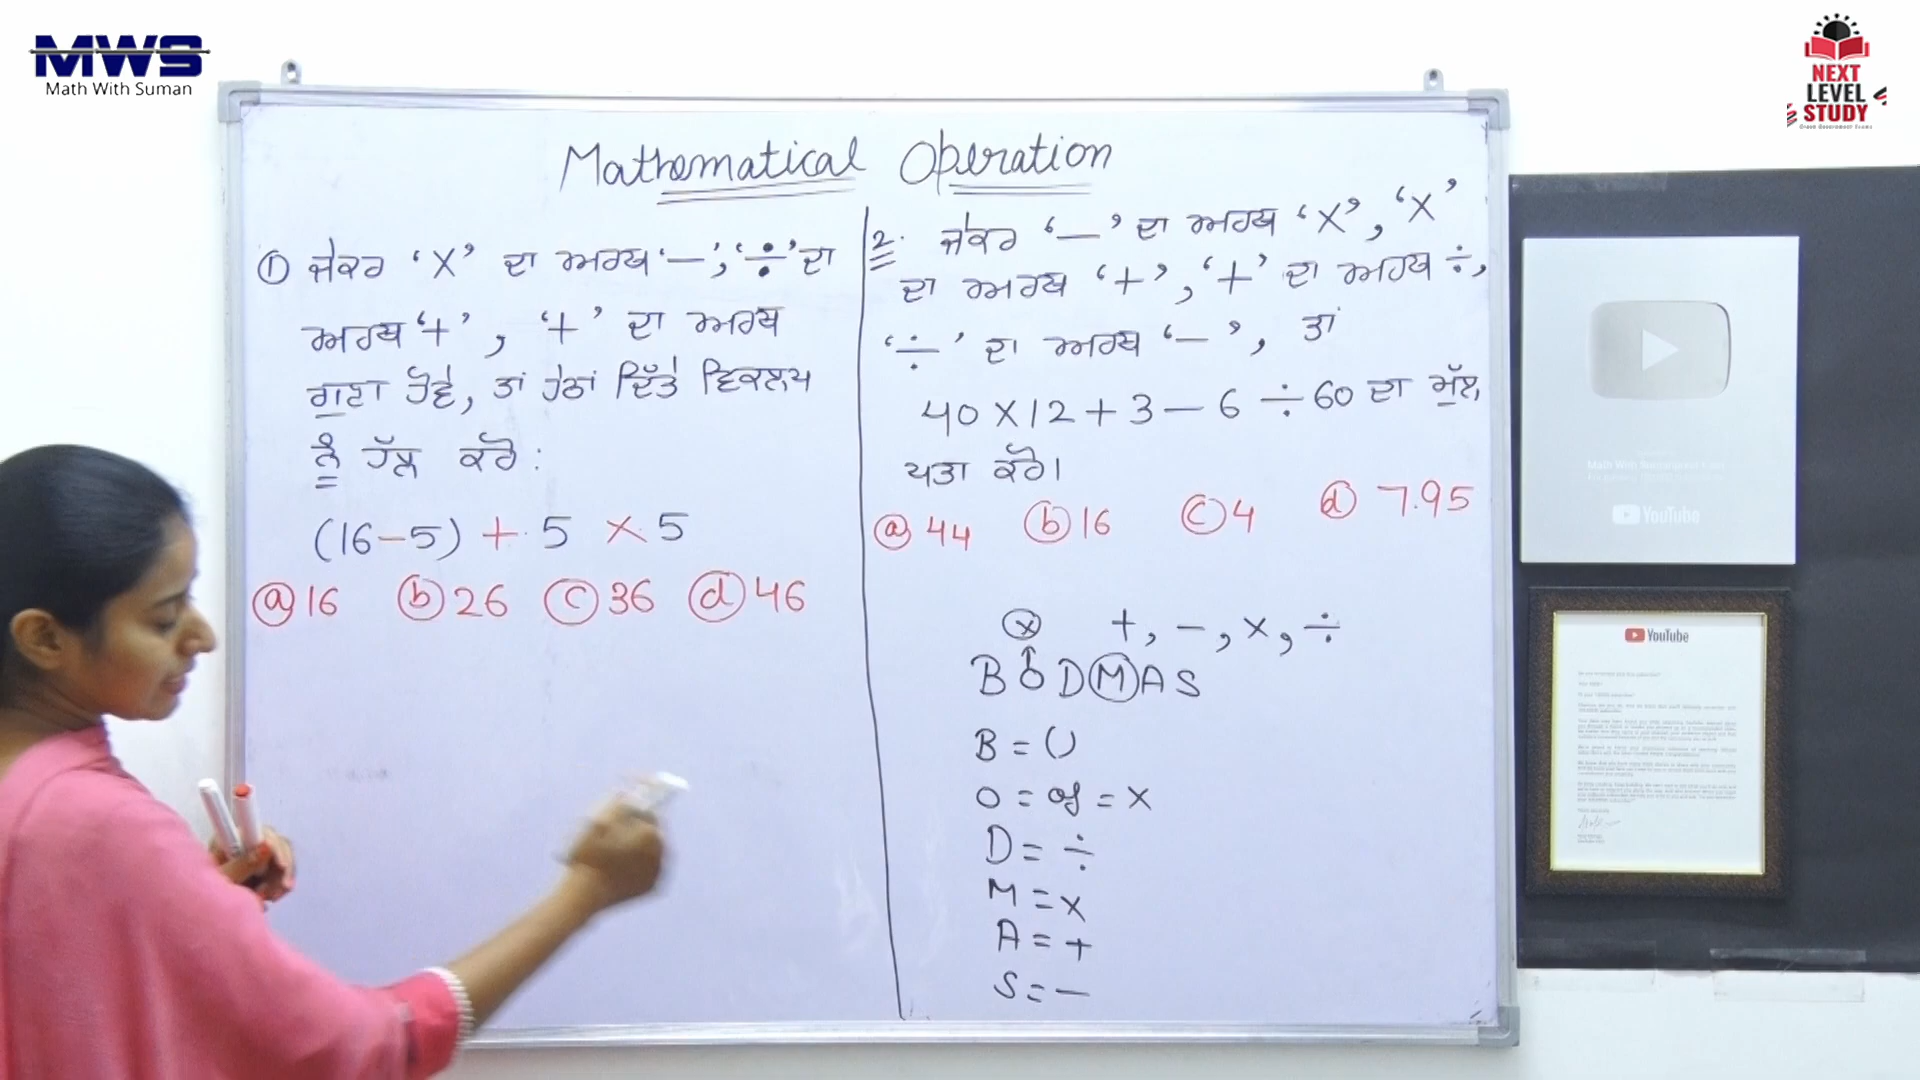 MWS
Math With Suman
NEXT
LEVEL
STUDY
Mathematical Operation
① ਜੇਕਰ ‘×’ ਦਾ ਅਰਥ ‘−’, ‘÷’ ਦਾ
ਅਰਥ ‘+’, ‘+’ ਦਾ ਅਰਥ
ਗੁਣਾ ਹੋਵੇ, ਤਾਂ ਹੇਠਾਂ ਦਿੱਤੇ ਵਿਕਲਪ
ਨੂੰ ਹੱਲ ਕਰੋ:
(16-5) + 5 × 5
ⓐ 16 ⓑ 26 ⓒ 36 ⓓ 46
2. ਜੇਕਰ ‘−’ ਦਾ ਅਰਥ ‘×’, ‘×’
ਦਾ ਅਰਥ ‘+’, ‘+’ ਦਾ ਅਰਥ ÷,
‘÷’ ਦਾ ਅਰਥ ‘−’, ਤਾਂ
40 × 12 + 3 − 6 ÷ 60 ਦਾ ਮੁੱਲ
ਪਤਾ ਕਰੋ।
ⓐ 44 ⓑ 16 ⓒ 4 ⓓ 7.95
× +, −, ×, ÷
BODMAS
B = ()
O = of = ×
D = ÷
M = ×
A = +
S = −
YouTube
YouTube